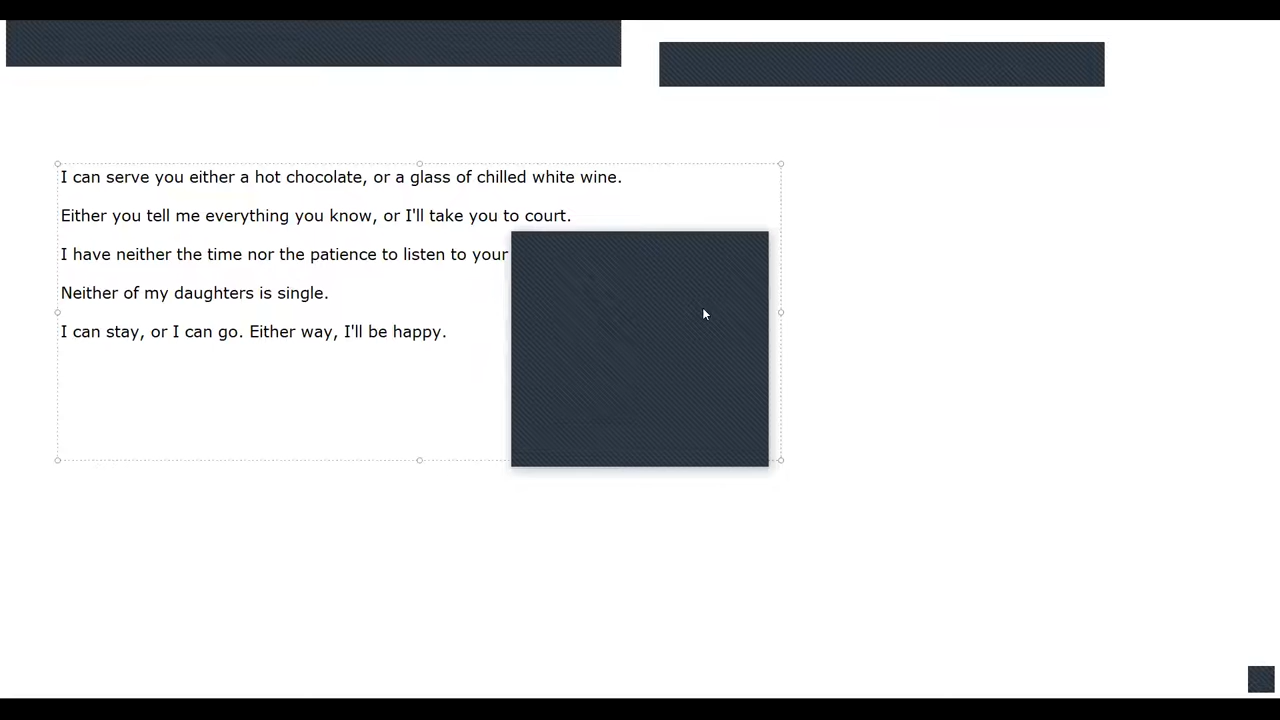 I can serve you either a hot chocolate, or a glass of chilled white wine.
Either you tell me everything you know, or I'll take you to court.
I have neither the time nor the patience to listen to your
Neither of my daughters is single.
I can stay, or I can go. Either way, I'll be happy.